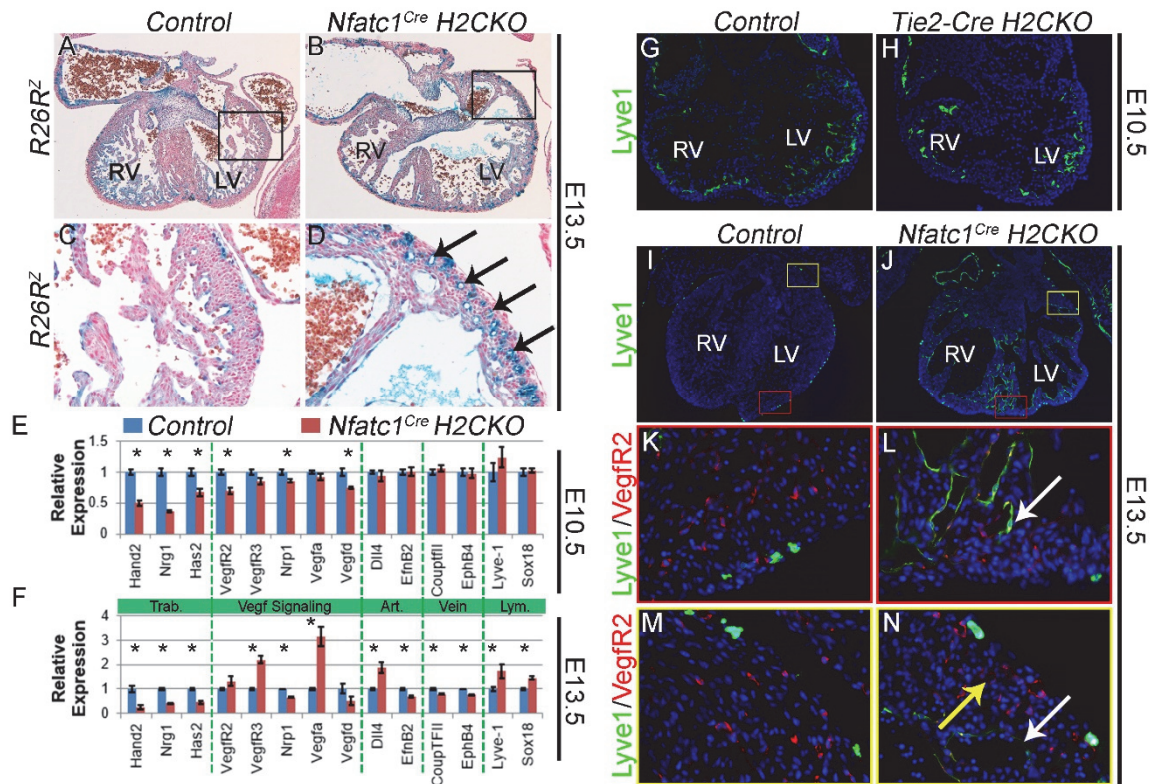 Control
Nfatc1Cre H2CKO
Tie2-Cre H2CKO
A
B
G
H
R26RZ
RV
LV
RV
LV
Lyve1
RV
LV
RV
LV
E10.5
E13.5
C
D
R26RZ
Control
Nfatc1Cre H2CKO
I
J
Lyve1
RV
LV
RV
LV
E
Control
Nfatc1Cre H2CKO
Relative Expression
1.5
1
0.5
0
* * * * * *
Hand2
Nrg1
Has2
VegfR2
VegfR3
Nrp1
Vegfa
Vegfd
Dll4
EfnB2
CouptfII
EphB4
Lyve-1
Sox18
E10.5
K
L
Lyve1/VegfR2
E13.5
F
Trab.
Vegf Signaling
Art.
Vein
Lym.
Relative Expression
4
3
2
1
0
* * * * * * * * * * * *
Hand2
Nrg1
Has2
VegfR2
VegfR3
Nrp1
Vegfa
Vegfd
Dll4
EfnB2
CoupTFII
EphB4
Lyve-1
Sox18
E13.5
M
N
Lyve1/VegfR2